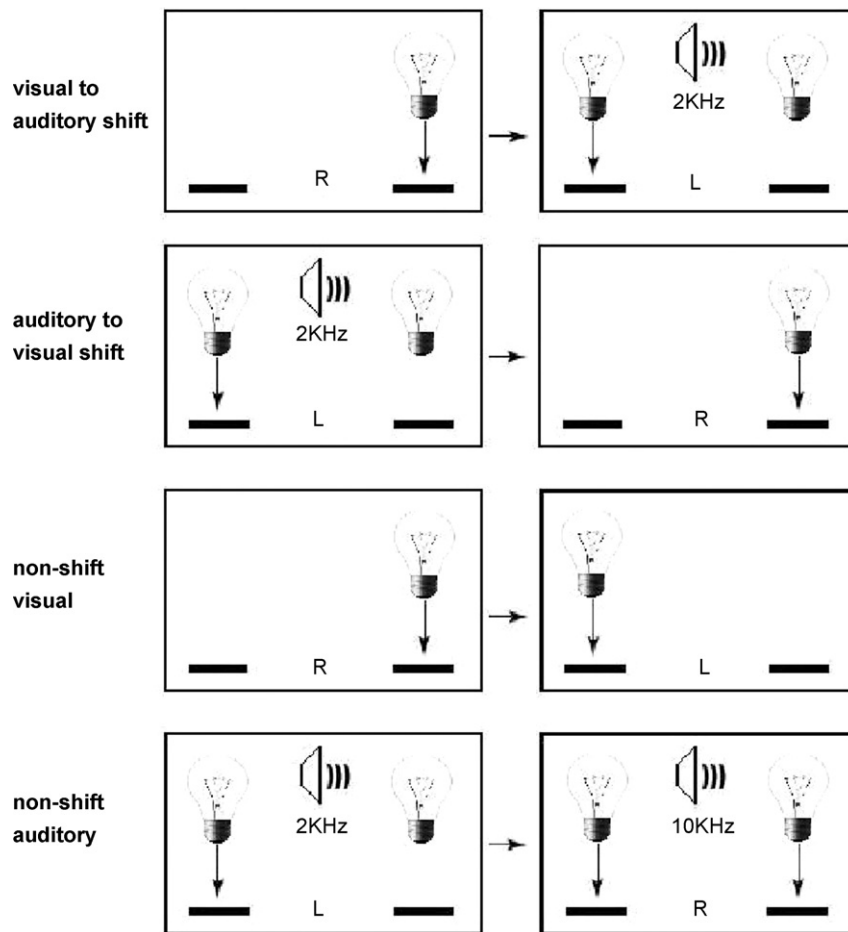 visual to
auditory shift
R
2KHz
L
auditory to
visual shift
2KHz
L
R
non-shift
visual
R
L
non-shift
auditory
2KHz
L
10KHz
R